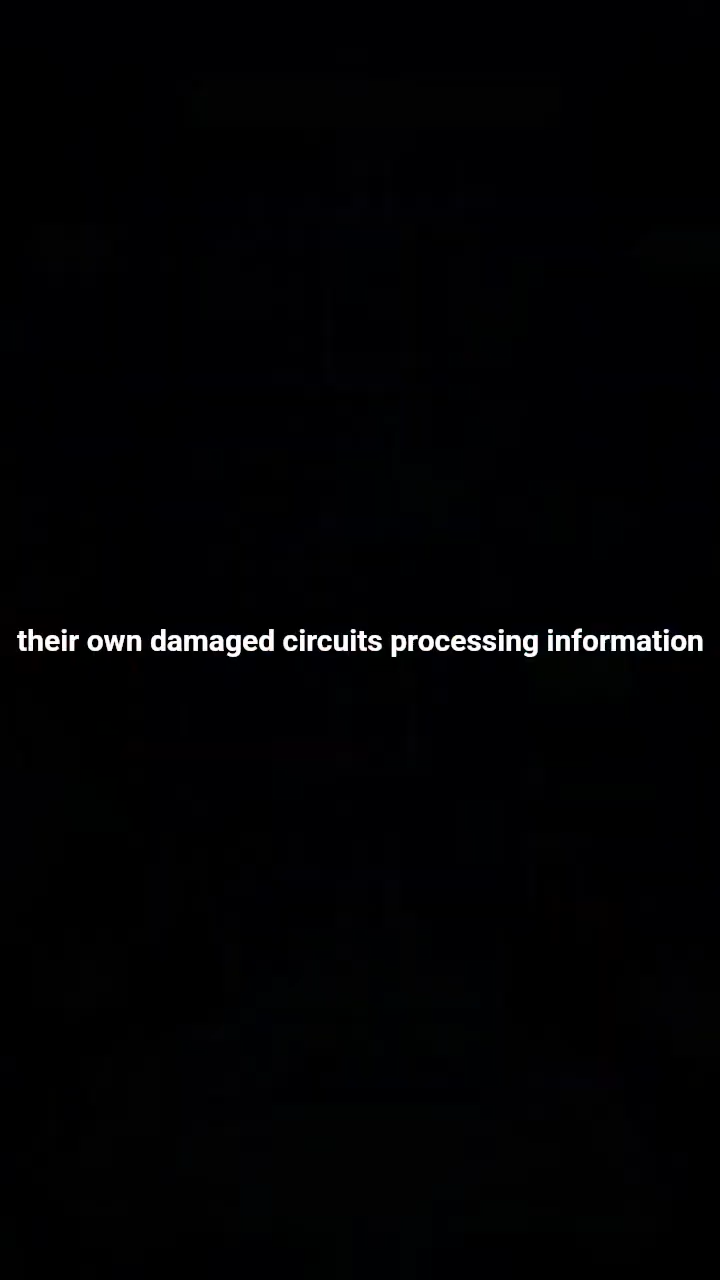 their own damaged circuits processing information